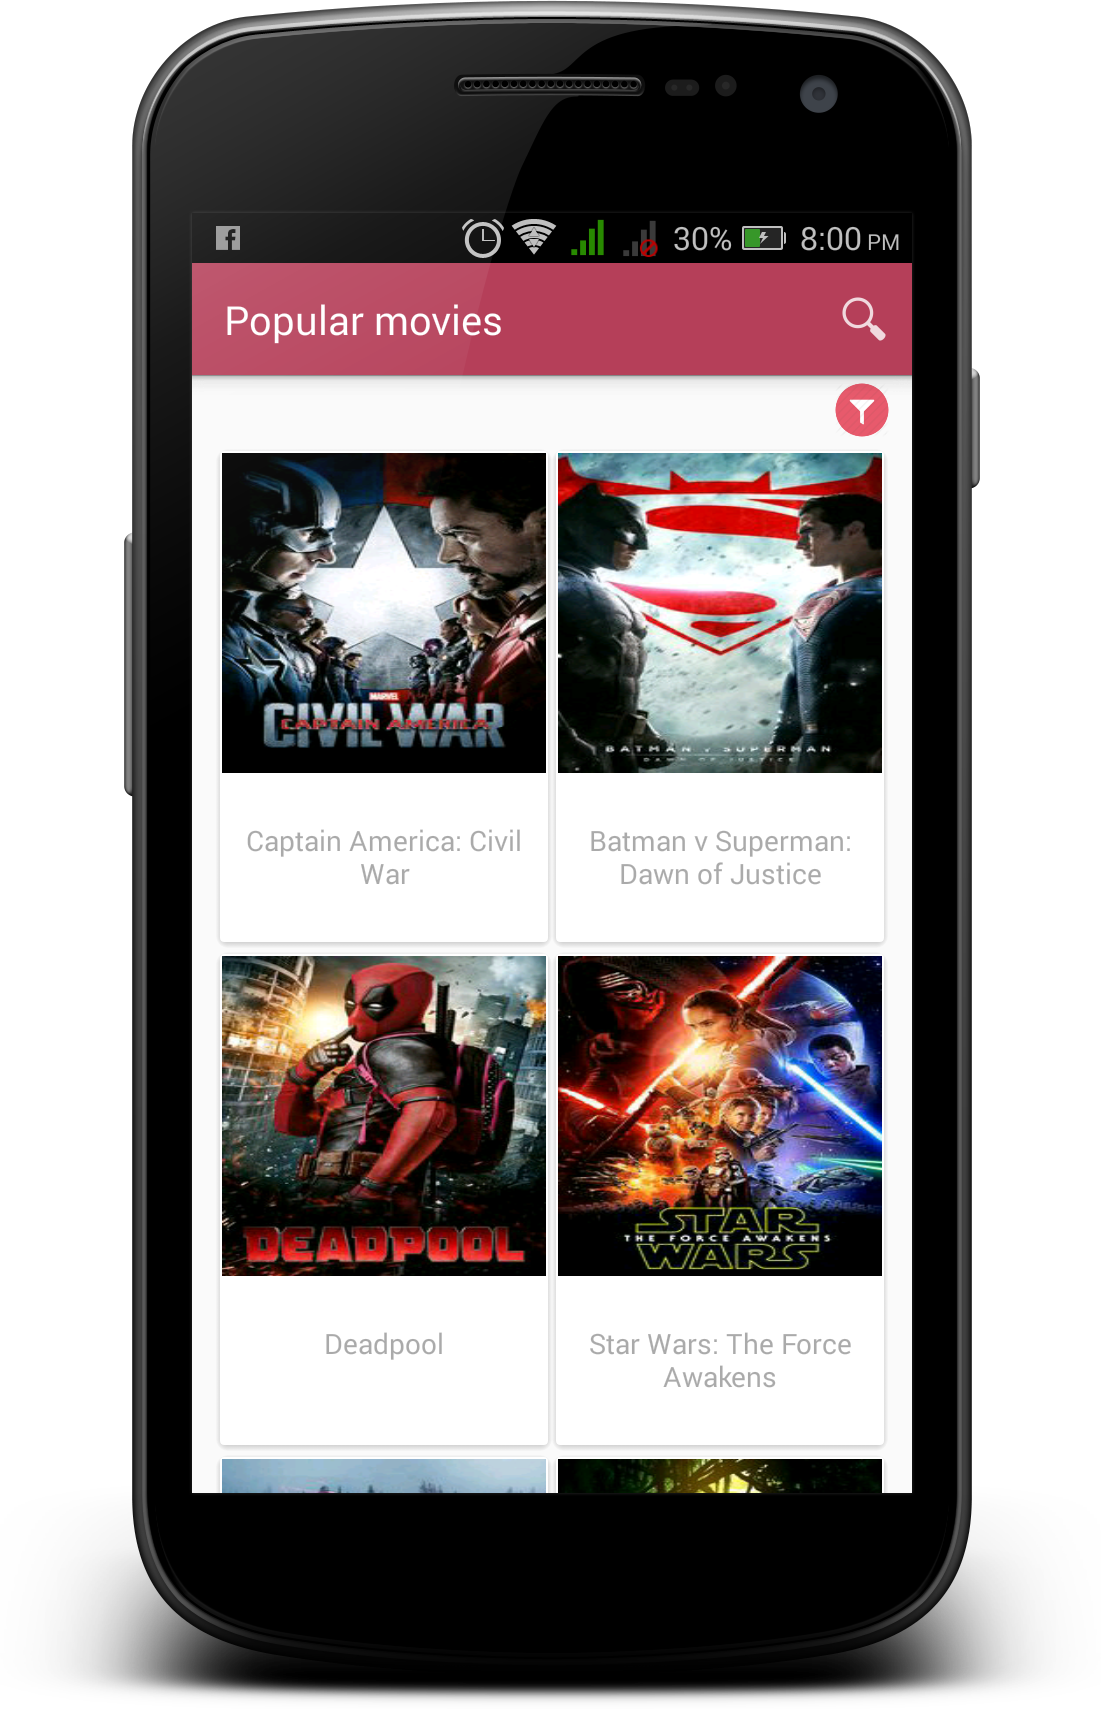 30% 8:00 PM
Popular movies
MARVEL
CAPTAIN AMERICA
CIVIL WAR
BATMAN v SUPERMAN
DAWN OF JUSTICE
Captain America: Civil
War
Batman v Superman:
Dawn of Justice
DEADPOOL
STAR
THE FORCE AWAKENS
WARS
Deadpool
Star Wars: The Force
Awakens